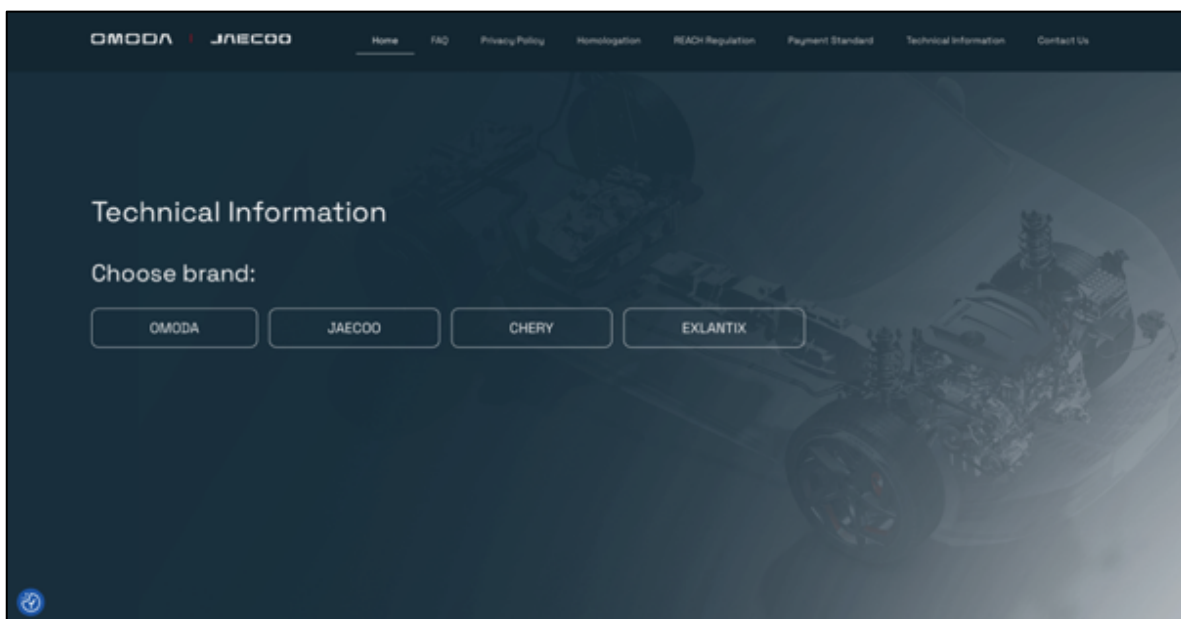 OMODA | JAECOO Home FAQ Privacy Policy Homologation REACH Regulation Payment Standard Technical Information Contact Us
Technical Information
Choose brand:
OMODA JAECOO CHERY EXLANTIX